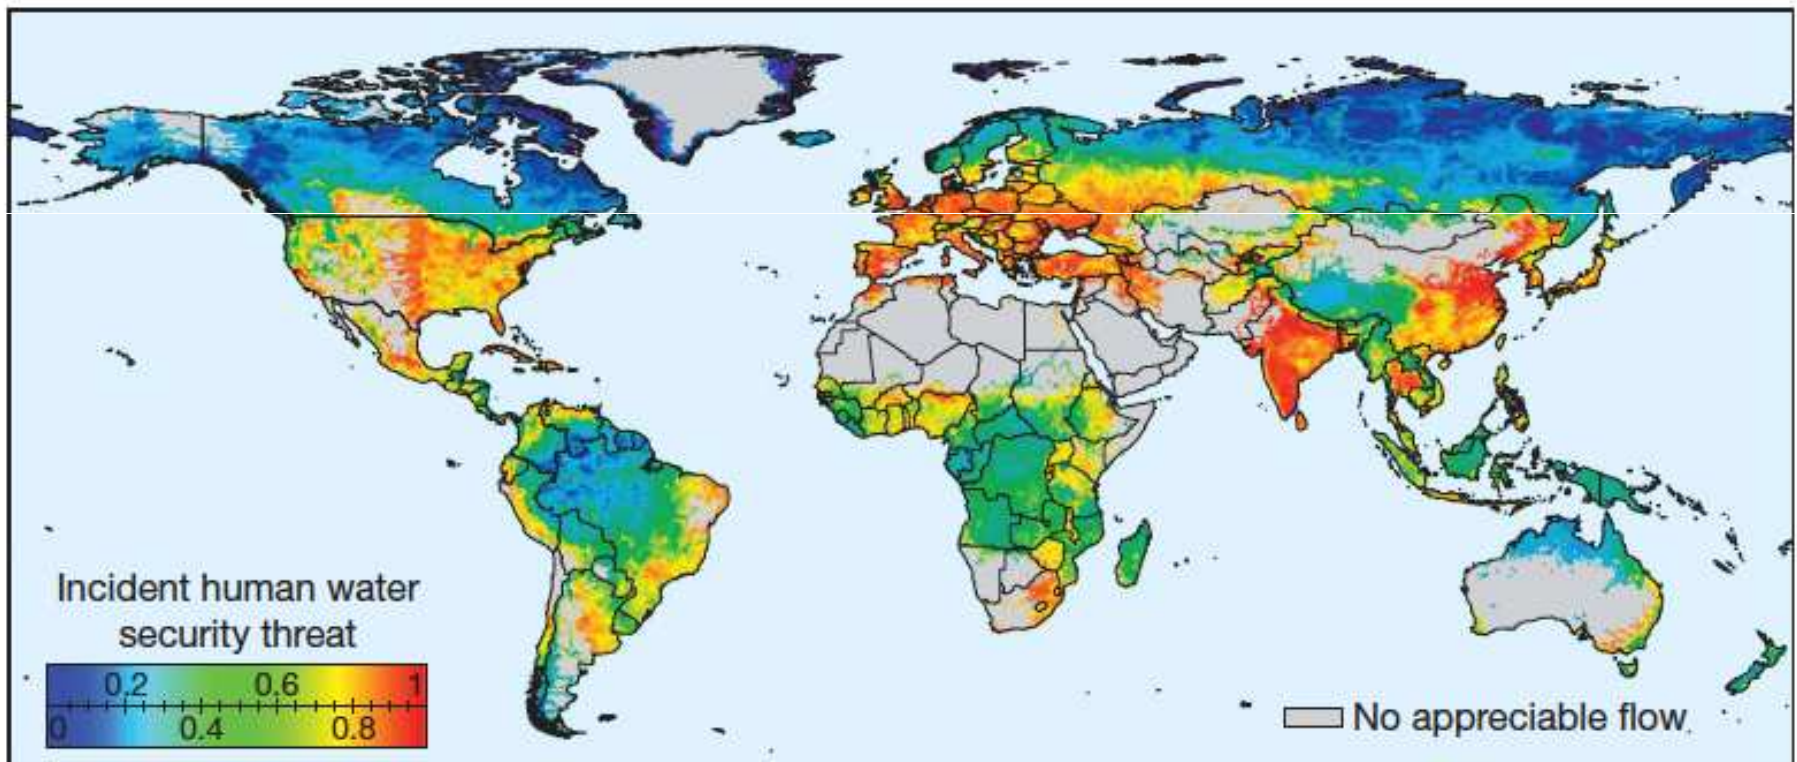 Incident human water
security threat
0.2 0.6 1
0 0.4 0.8
No appreciable flow